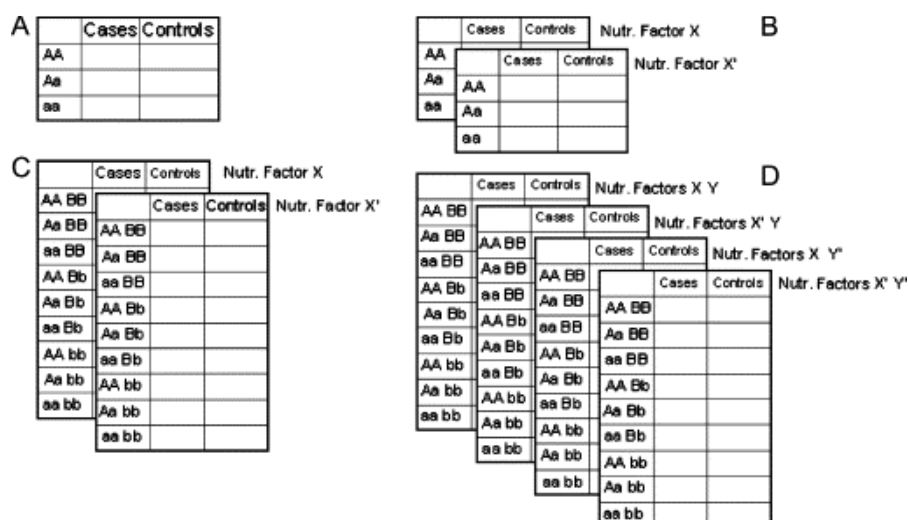 A
Cases Controls
AA
Aa
aa
B
Cases Controls Nutr. Factor X
AA
Aa
aa
Cases Controls Nutr. Factor X'
AA
Aa
aa
C
Cases Controls Nutr. Factor X
AA BB
Aa BB
aa BB
AA Bb
Aa Bb
aa Bb
AA bb
Aa bb
aa bb
Cases Controls Nutr. Factor X'
AA BB
Aa BB
aa BB
AA Bb
Aa Bb
aa Bb
AA bb
Aa bb
aa bb
D
Cases Controls Nutr. Factors X Y
AA BB
Aa BB
aa BB
AA Bb
Aa Bb
aa Bb
AA bb
Aa bb
aa bb
Cases Controls Nutr. Factors X' Y
AA BB
Aa BB
aa BB
AA Bb
Aa Bb
aa Bb
AA bb
Aa bb
aa bb
Cases Controls Nutr. Factors X Y'
AA BB
Aa BB
aa BB
AA Bb
Aa Bb
aa Bb
AA bb
Aa bb
aa bb
Cases Controls Nutr. Factors X' Y'
AA BB
Aa BB
aa BB
AA Bb
Aa Bb
aa Bb
AA bb
Aa bb
aa bb